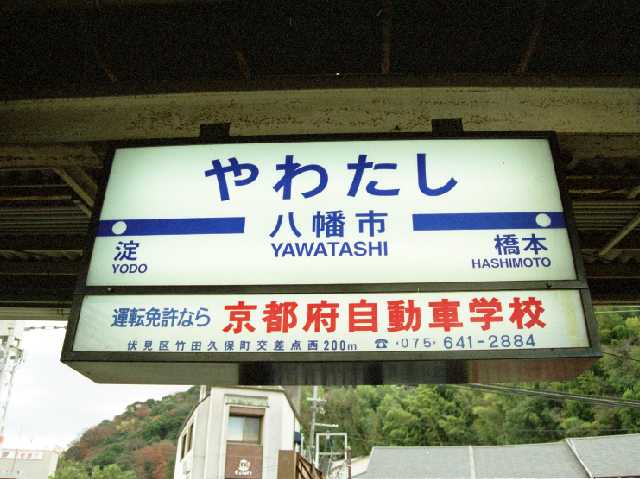 やわたし
八幡市
YAWATASHI
淀
YODO
橋本
HASHIMOTO
運転免許なら 京都府自動車学校
伏見区竹田久保町交差点西200m ☎・075・641-2884